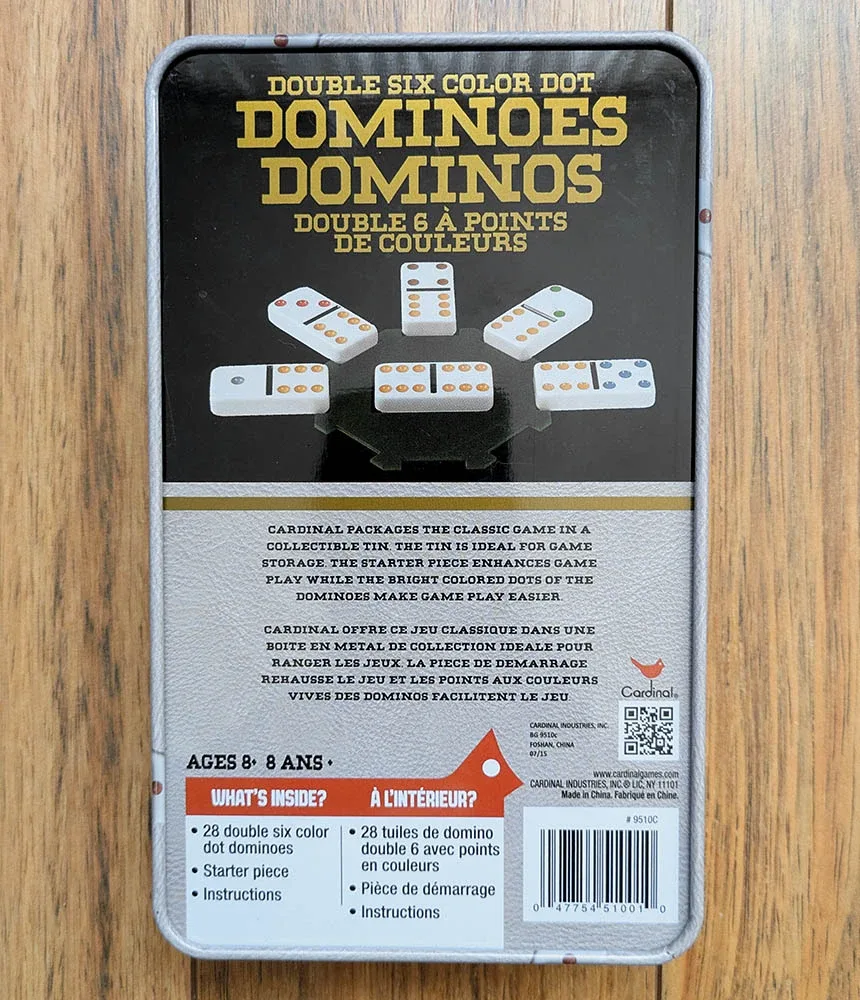 DOUBLE SIX COLOR DOT
DOMINOES
DOMINOS
DOUBLE 6 À POINTS
DE COULEURS
CARDINAL PACKAGES THE CLASSIC GAME IN A
COLLECTIBLE TIN. THE TIN IS IDEAL FOR GAME
STORAGE. THE STARTER PIECE ENHANCES GAME
PLAY WHILE THE BRIGHT COLORED DOTS OF THE
DOMINOES MAKE GAME PLAY EASIER.
CARDINAL OFFRE CE JEU CLASSIQUE DANS UNE
BOITE EN METAL DE COLLECTION IDEALE POUR
RANGER LES JEUX. LA PIECE DE DEMARRAGE
REHAUSSE LE JEU ET LES POINTS AUX COULEURS
VIVES DES DOMINOS FACILITENT LE JEU.
Cardinal®
CARDINAL INDUSTRIES, INC.
BG 9510c
FOSHAN, CHINA
07/15
www.cardinalgames.com
CARDINAL INDUSTRIES, INC.® LIC, NY 11101
Made in China. Fabriqué en Chine.
AGES 8+ 8 ANS +
WHAT'S INSIDE?
• 28 double six color
dot dominoes
• Starter piece
• Instructions
À L'INTÉRIEUR?
• 28 tuiles de domino
double 6 avec points
en couleurs
• Pièce de démarrage
• Instructions
# 9510C
0 47754 51001 0